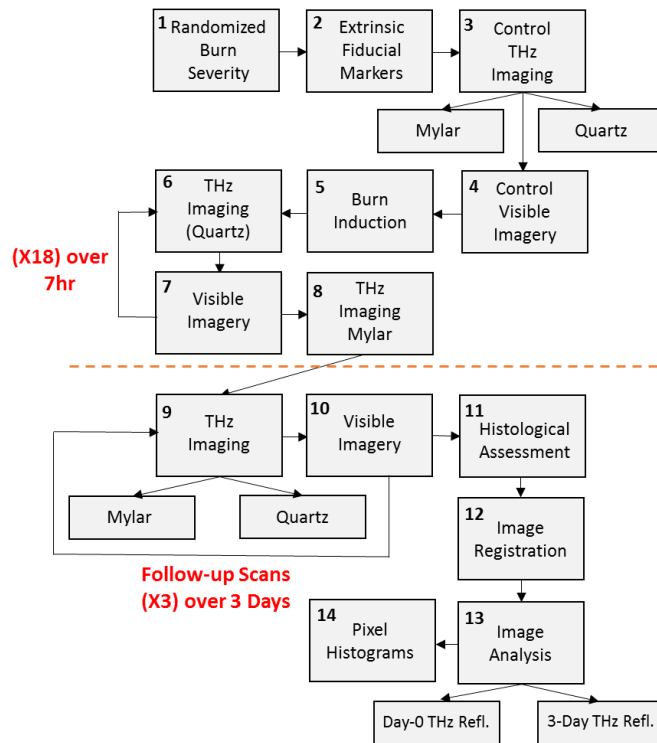 1 Randomized
Burn
Severity
2 Extrinsic
Fiducial
Markers
3 Control
THz
Imaging
Mylar
Quartz
4 Control
Visible
Imagery
5 Burn
Induction
6 THz
Imaging
(Quartz)
(X18) over
7hr
7 Visible
Imagery
8 THz
Imaging
Mylar
9 THz
Imaging
10 Visible
Imagery
11 Histological
Assessment
Mylar
Quartz
12 Image
Registration
Follow-up Scans
(X3) over 3 Days
13 Image
Analysis
14 Pixel
Histograms
Day-0 THz Refl.
3-Day THz Refl.